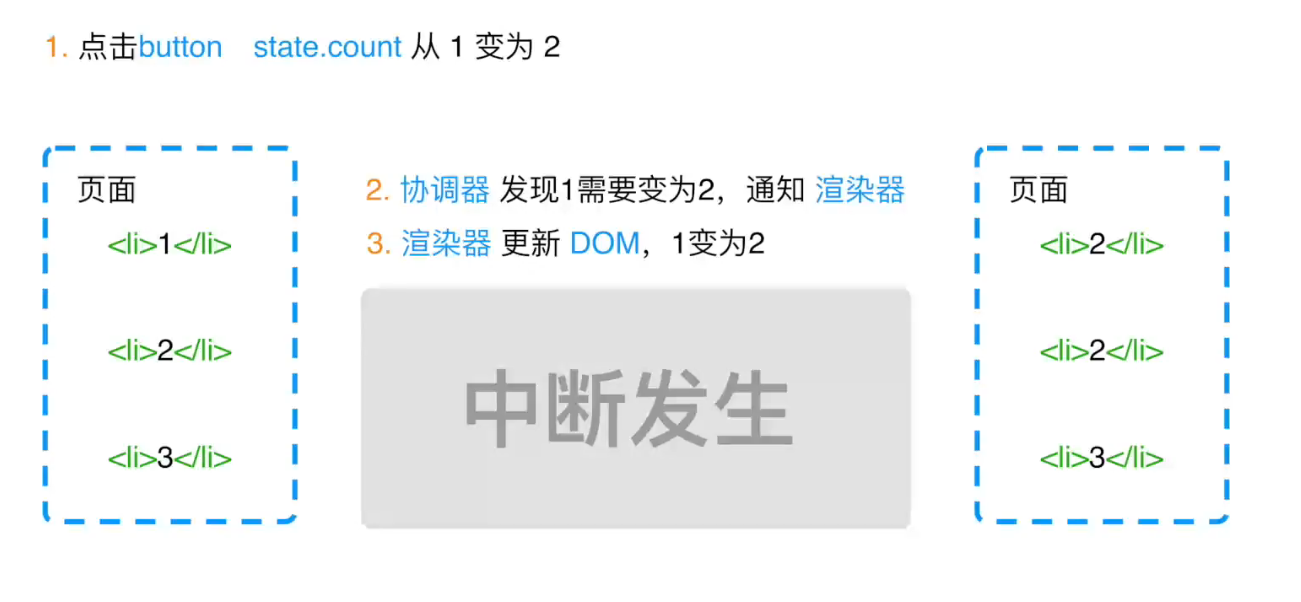 1. 点击button state.count 从 1 变为 2
页面
<li>1</li>
<li>2</li>
<li>3</li>
2. 协调器 发现1需要变为2，通知 渲染器
3. 渲染器 更新 DOM，1变为2
中断发生
页面
<li>2</li>
<li>2</li>
<li>3</li>